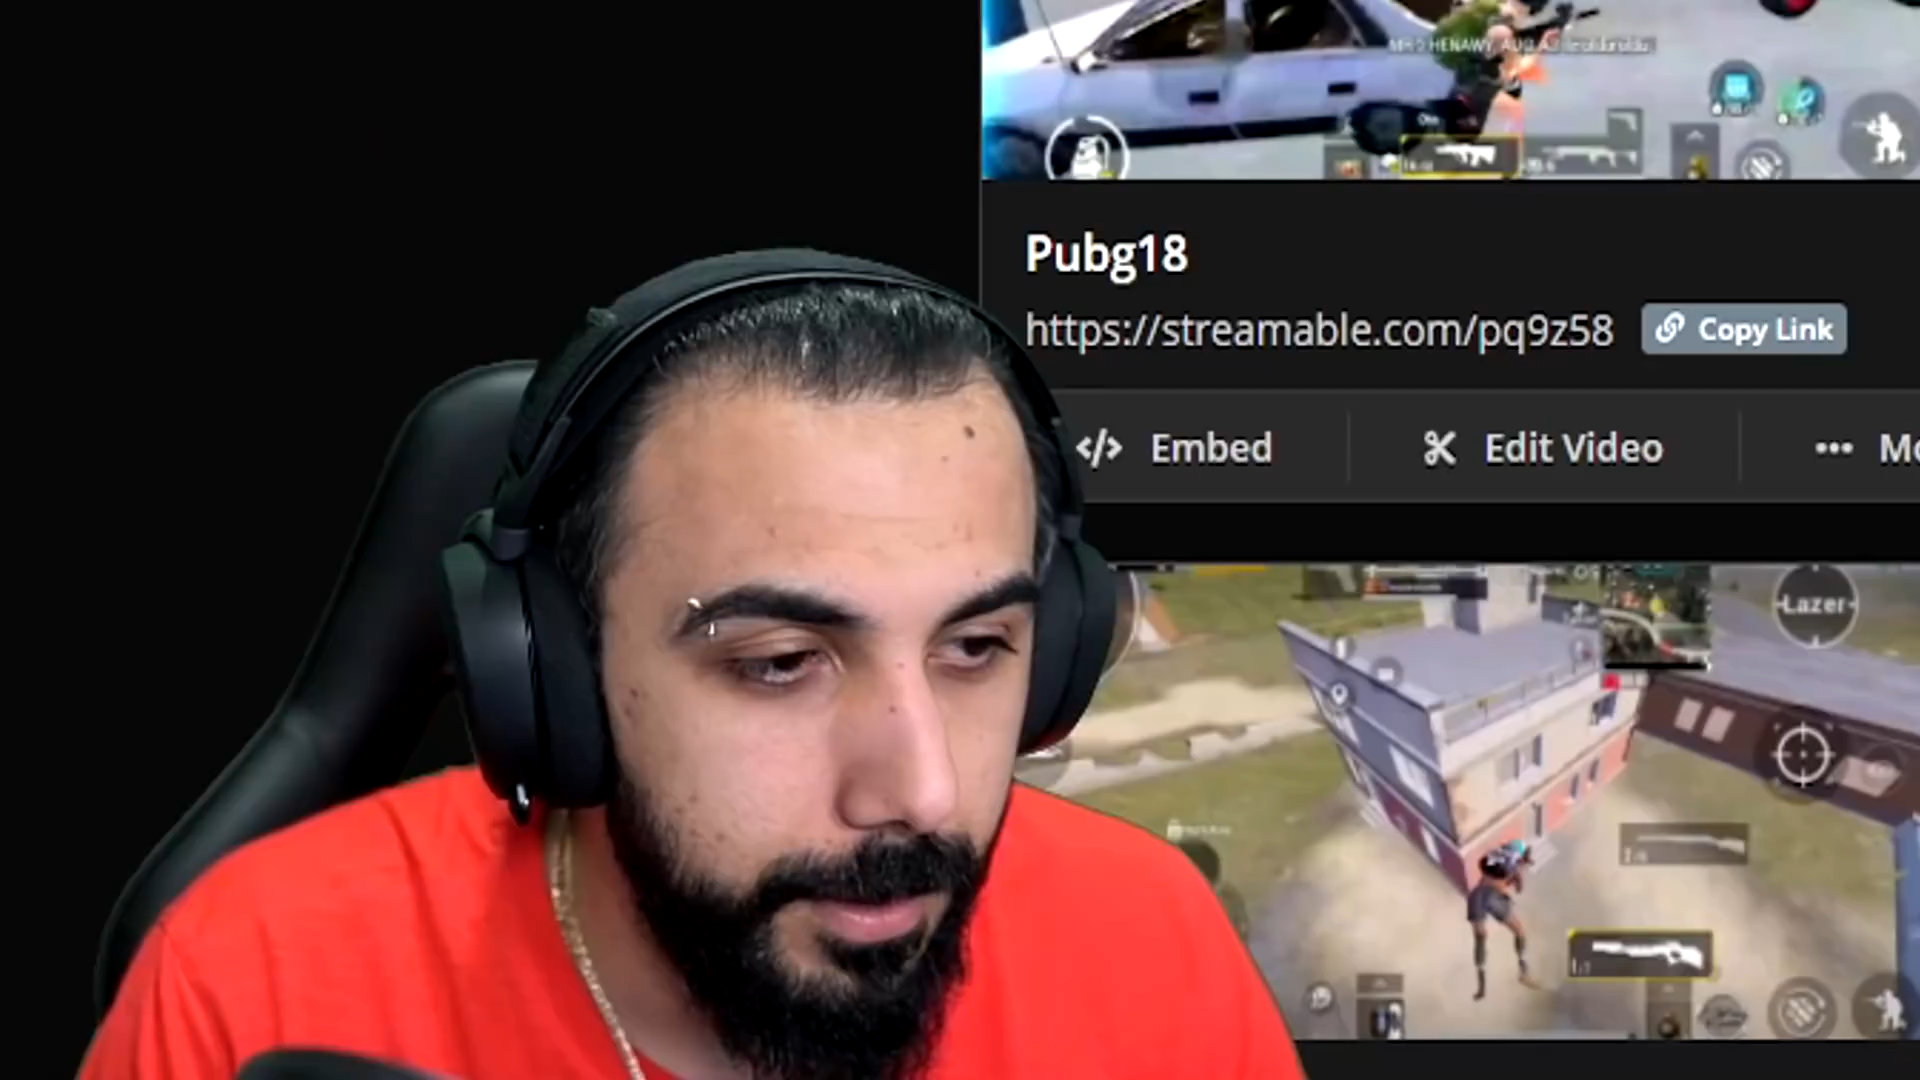 Pubg18
https://streamable.com/pq9z58
Copy Link
</> Embed
Edit Video
Lazer